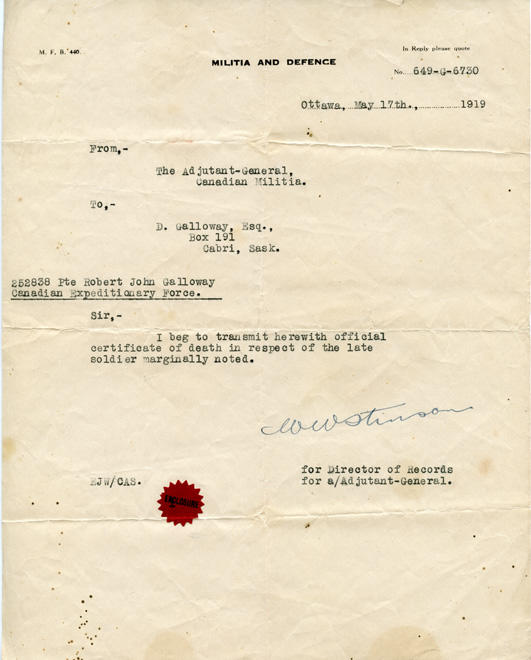 M. F. B. 440.
In Reply please quote
MILITIA AND DEFENCE
No. 649-G-6730
Ottawa, May 17th., 1919
From,-
The Adjutant-General,
Canadian Militia.
To,-
D. Galloway, Esq.,
Box 191
Cabri, Sask.
252838 Pte Robert John Galloway
Canadian Expeditionary Force.
Sir,-
I beg to transmit herewith official
certificate of death in respect of the late
soldier marginally noted.
WWStinson
for Director of Records
for a/Adjutant-General.
EJW/CAS.
ENCLOSURE